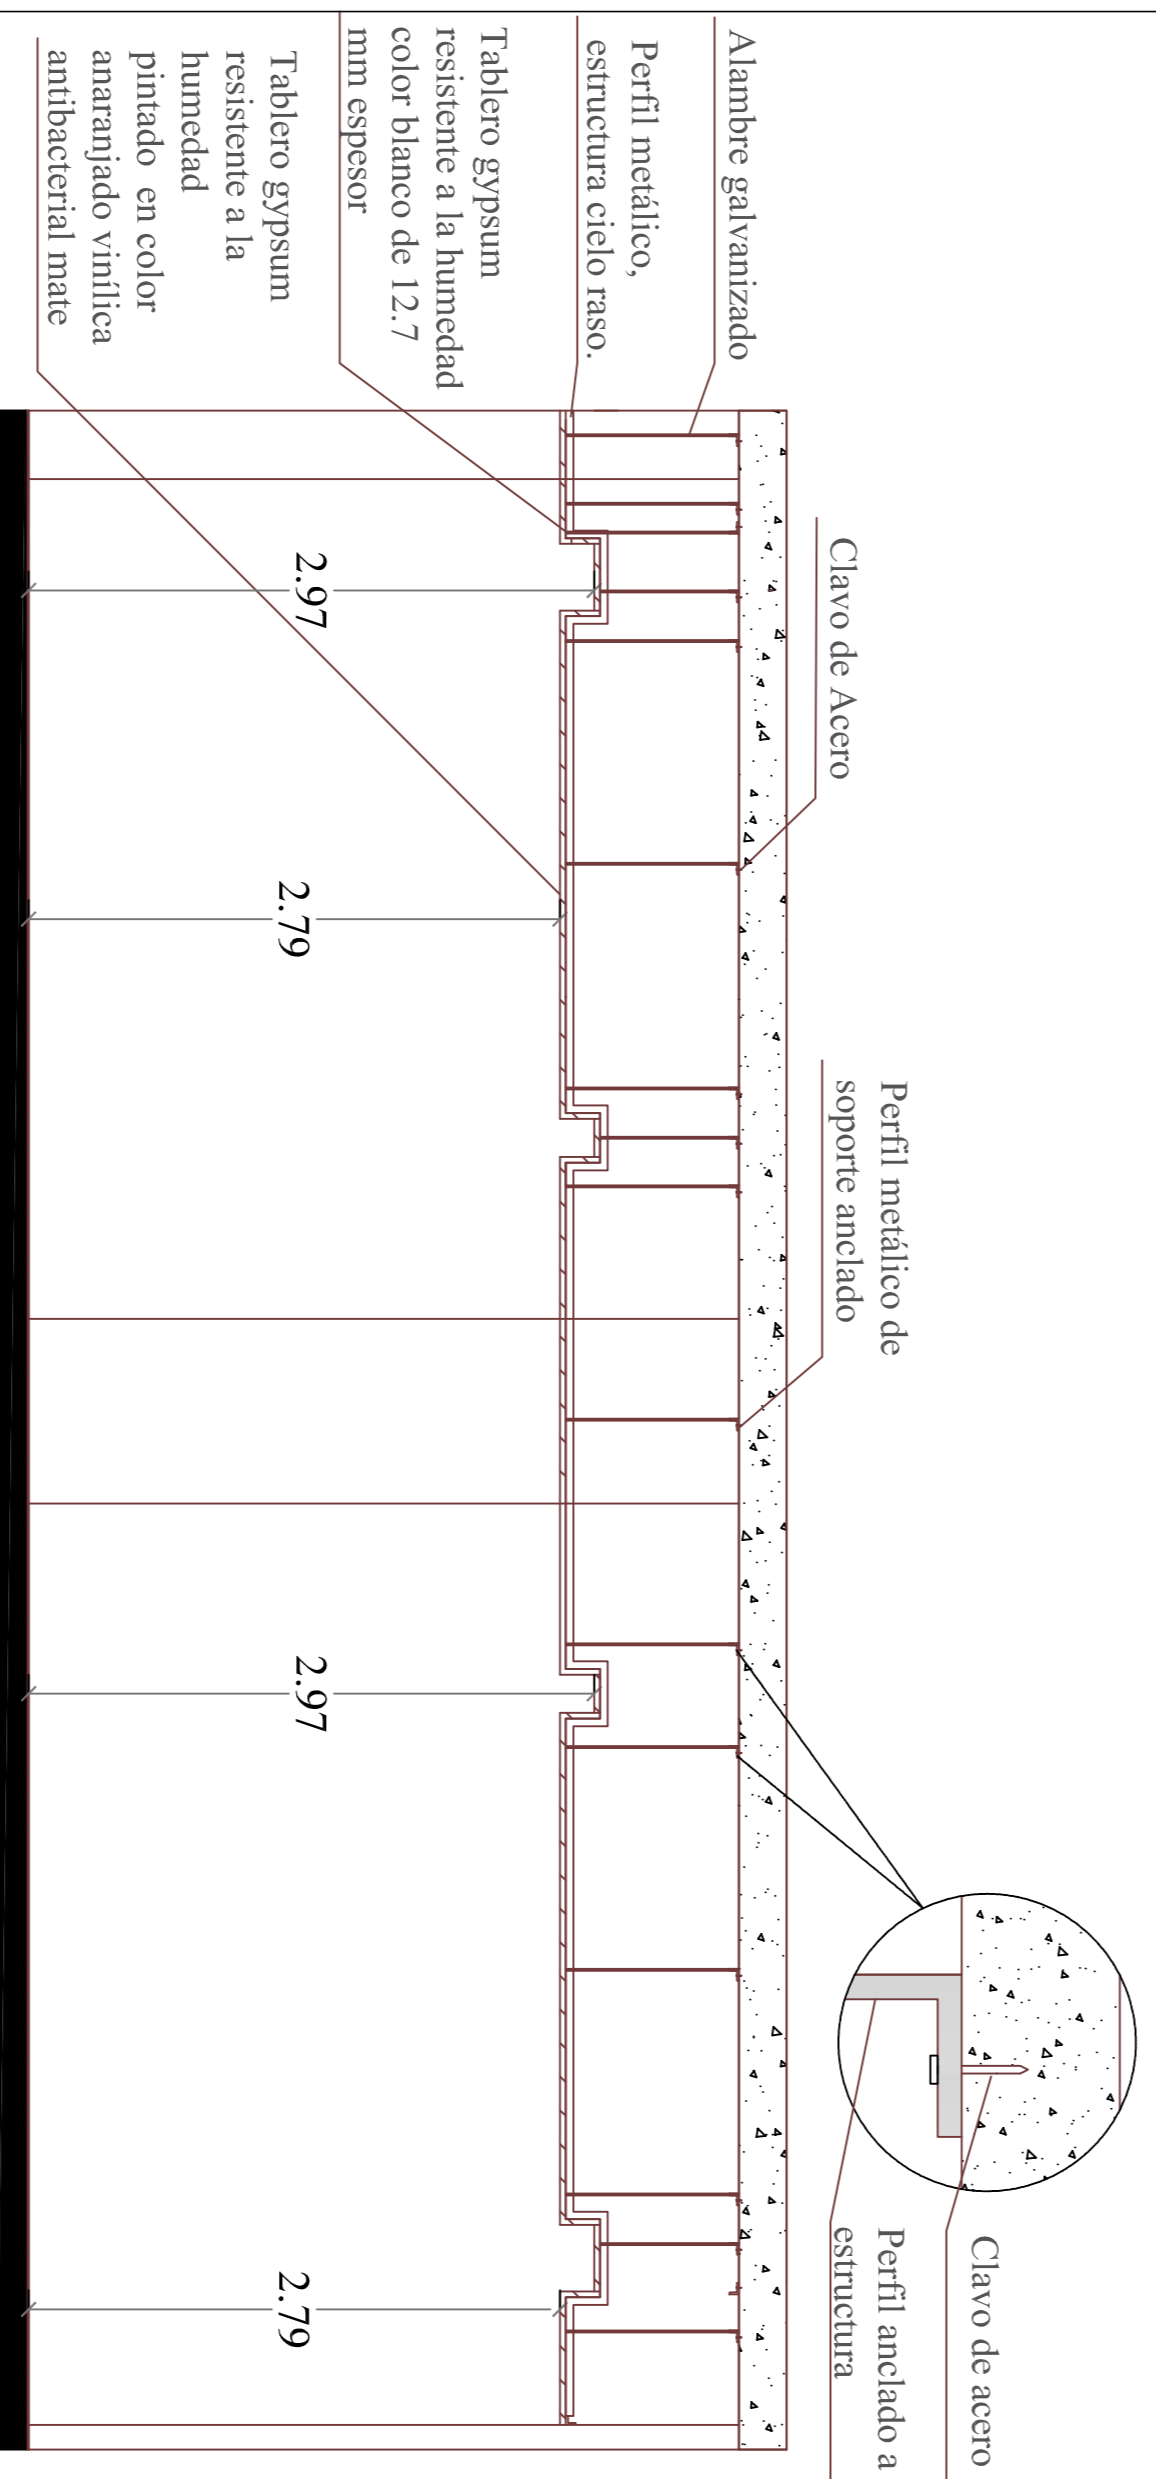 Clavo de acero
Perfil anclado a
estructura
Perfil metálico de
soporte anclado
Clavo de Acero
Alambre galvanizado
Perfil metálico,
estructura cielo raso.
Tablero gypsum
resistente a la humedad
color blanco de 12.7
mm espesor
Tablero gypsum
resistente a la
humedad
pintado en color
anaranjado vinílica
antibacterial mate
2.97
2.79
2.97
2.79